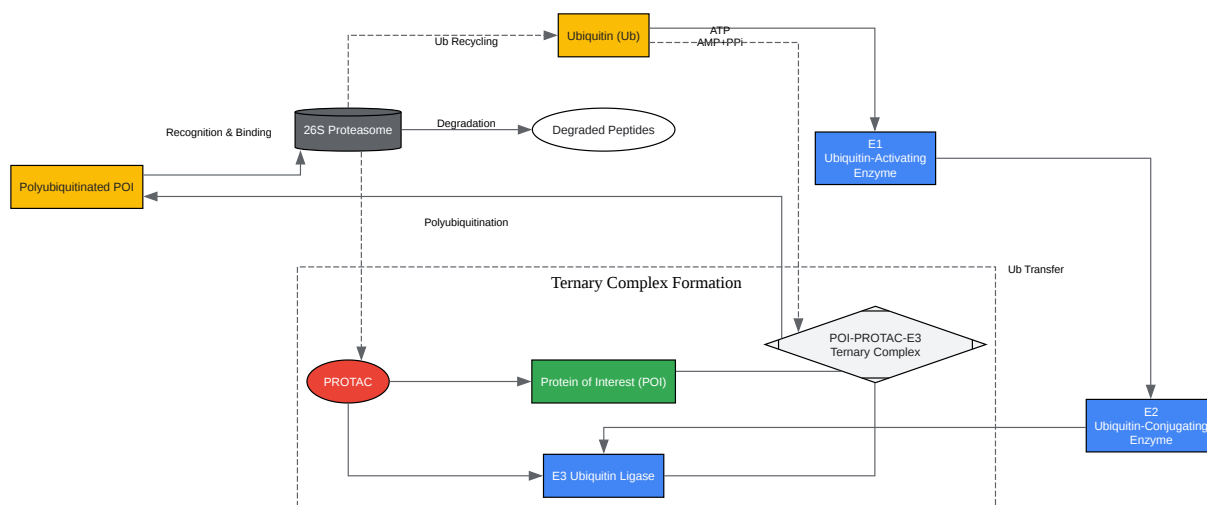 Ubiquitin (Ub)
ATP
AMP+PPi
Ub Recycling
26S Proteasome
Degradation
Degraded Peptides
Recognition & Binding
E1
Ubiquitin-Activating
Enzyme
Polyubiquitinated POI
Polyubiquitination
Ub Transfer
Ternary Complex Formation
POI-PROTAC-E3
Ternary Complex
PROTAC
Protein of Interest (POI)
E2
Ubiquitin-Conjugating
Enzyme
E3 Ubiquitin Ligase